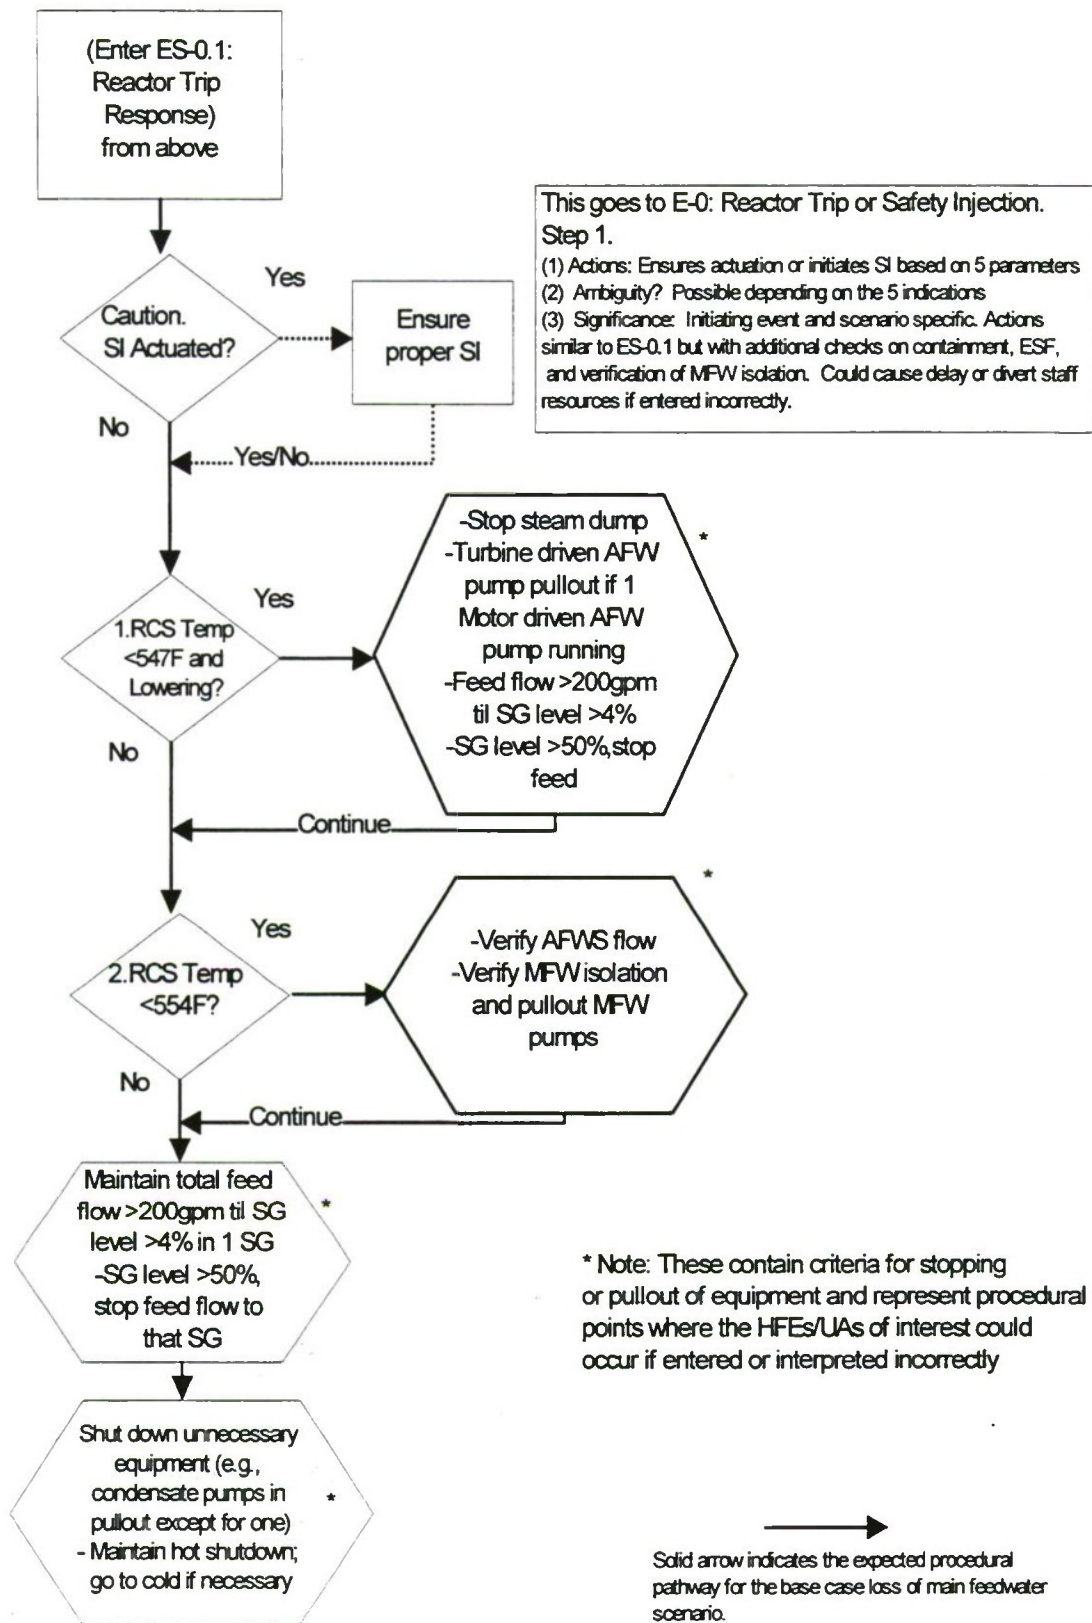 (Enter ES-0.1:
Reactor Trip
Response)
from above
This goes to E-0: Reactor Trip or Safety Injection.
Step 1.
(1) Actions: Ensures actuation or initiates SI based on 5 parameters
(2) Ambiguity? Possible depending on the 5 indications
(3) Significance: Initiating event and scenario specific. Actions
similar to ES-0.1 but with additional checks on containment, ESF,
and verification of MFW isolation. Could cause delay or divert staff
resources if entered incorrectly.
Caution.
SI Actuated?
Yes
Ensure
proper SI
No
Yes/No
1.RCS Temp
<547F and
Lowering?
Yes
-Stop steam dump
-Turbine driven AFW
pump pullout if 1
Motor driven AFW
pump running
-Feed flow >200gpm
til SG level >4%
-SG level >50%,stop
feed
*
No
Continue
2.RCS Temp
<554F?
Yes
-Verify AFWS flow
-Verify MFW isolation
and pullout MFW
pumps
*
No
Continue
Maintain total feed
flow >200gpm til SG
level >4% in 1 SG
-SG level >50%,
stop feed flow to
that SG
*
* Note: These contain criteria for stopping
or pullout of equipment and represent procedural
points where the HFEs/UAs of interest could
occur if entered or interpreted incorrectly
Shut down unnecessary
equipment (e.g.,
condensate pumps in
pullout except for one)
- Maintain hot shutdown;
go to cold if necessary
*
Solid arrow indicates the expected procedural
pathway for the base case loss of main feedwater
scenario.